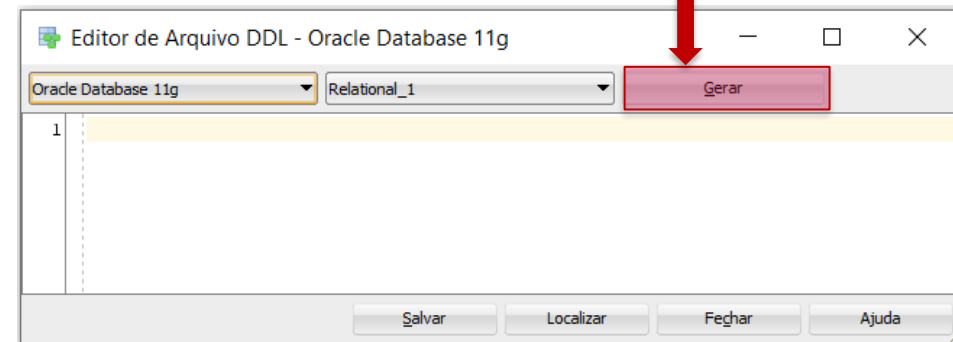 Editor de Arquivo DDL - Oracle Database 11g
Oracle Database 11g Relational_1 Gerar
1
Salvar Localizar Fechar Ajuda